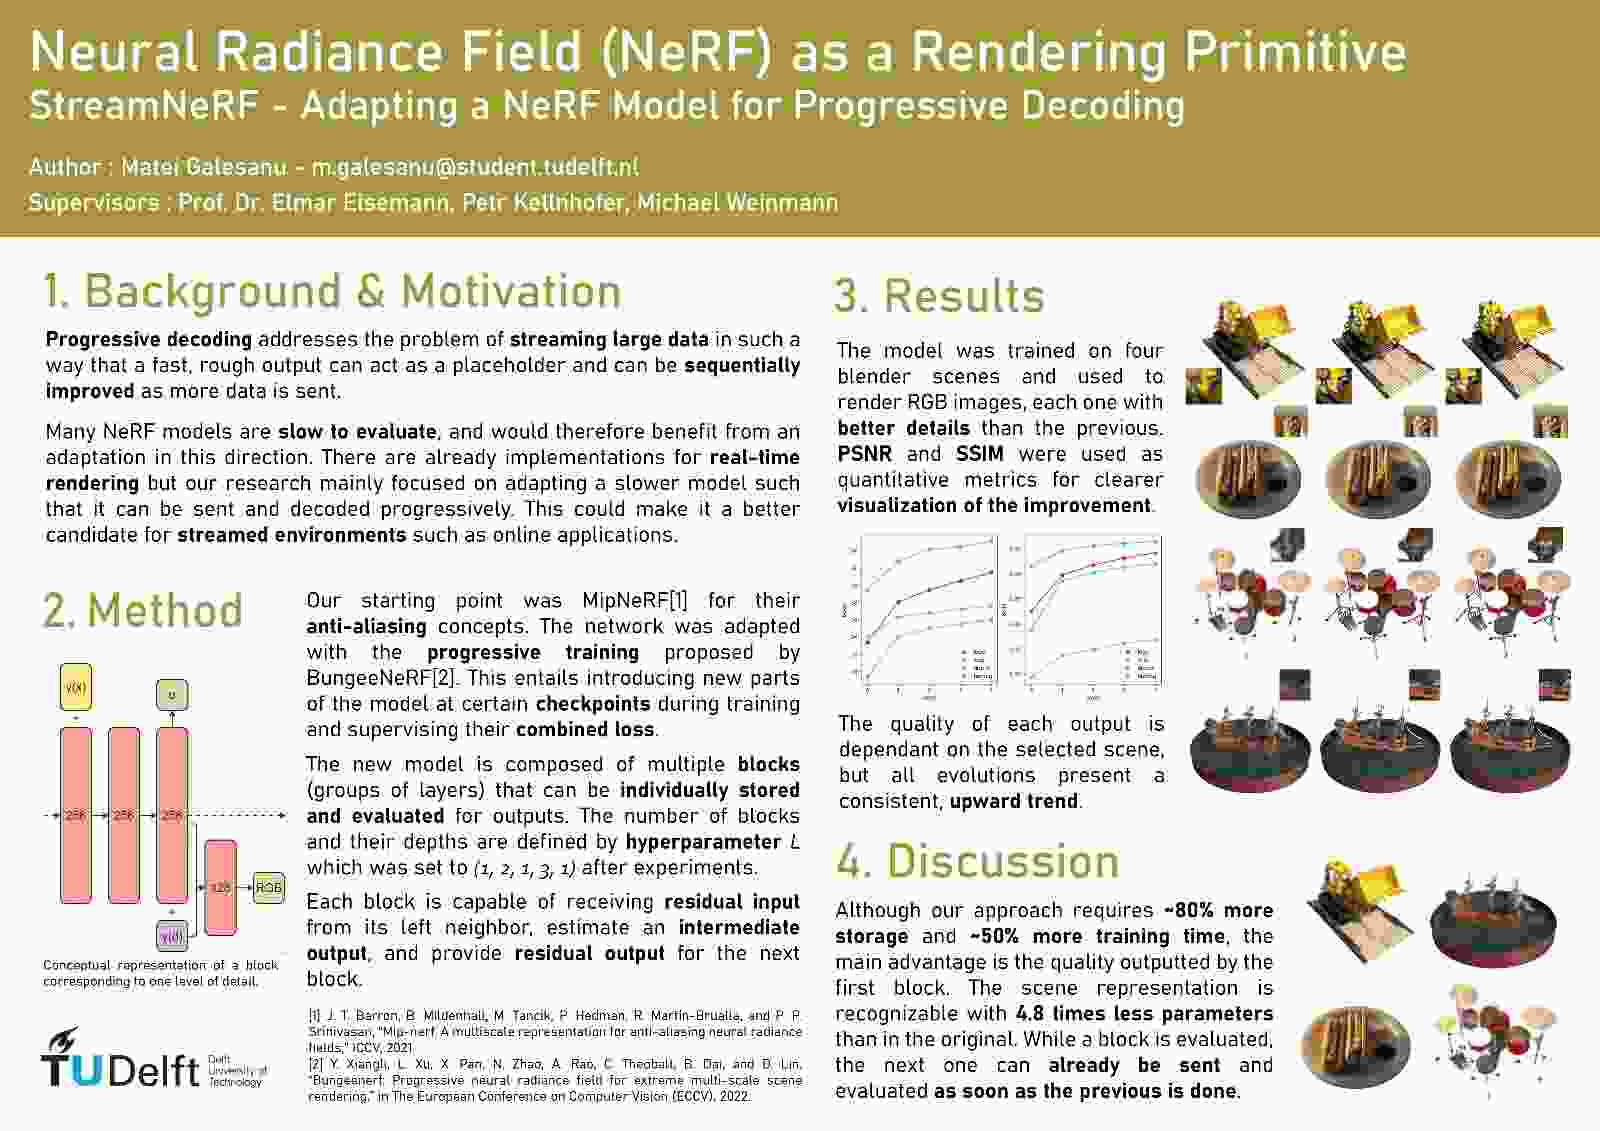 Neural Radiance Field (NeRF) as a Rendering Primitive
StreamNeRF - Adapting a NeRF Model for Progressive Decoding
Author : Matei Galesanu - m.galesanu@student.tudelft.nl
Supervisors : Prof. Dr. Elmar Eisemann, Petr Kellnhofer, Michael Weinmann
1. Background & Motivation
Progressive decoding addresses the problem of streaming large data in such a
way that a fast, rough output can act as a placeholder and can be sequentially
improved as more data is sent.
Many NeRF models are slow to evaluate, and would therefore benefit from an
adaptation in this direction. There are already implementations for real-time
rendering but our research mainly focused on adapting a slower model such
that it can be sent and decoded progressively. This could make it a better
candidate for streamed environments such as online applications.
2. Method
γ(x)
σ
256
256
256
128
RGB
γ(d)
Conceptual representation of a block
corresponding to one level of detail.
Our starting point was MipNeRF[1] for their
anti-aliasing concepts. The network was adapted
with the progressive training proposed by
BungeeNeRF[2]. This entails introducing new parts
of the model at certain checkpoints during training
and supervising their combined loss.
The new model is composed of multiple blocks
(groups of layers) that can be individually stored
and evaluated for outputs. The number of blocks
and their depths are defined by hyperparameter L
which was set to (1, 2, 1, 3, 1) after experiments.
Each block is capable of receiving residual input
from its left neighbor, estimate an intermediate
output, and provide residual output for the next
block.
[1] J. T. Barron, B. Mildenhall, M. Tancik, P. Hedman, R. Martin-Brualla, and P. P.
Srinivasan, "Mip-nerf: A multiscale representation for anti-aliasing neural radiance
fields," ICCV, 2021.
[2] Y. Xiangli, L. Xu, X. Pan, N. Zhao, A. Rao, C. Theobalt, B. Dai, and D. Lin,
"Bungeenerf: Progressive neural radiance field for extreme multi-scale scene
rendering," in The European Conference on Computer Vision (ECCV), 2022.
TUDelft
Delft
University of
Technology
3. Results
The model was trained on four
blender scenes and used to
render RGB images, each one with
better details than the previous.
PSNR and SSIM were used as
quantitative metrics for clearer
visualization of the improvement.
The quality of each output is
dependant on the selected scene,
but all evolutions present a
consistent, upward trend.
4. Discussion
Although our approach requires ~80% more
storage and ~50% more training time, the
main advantage is the quality outputted by the
first block. The scene representation is
recognizable with 4.8 times less parameters
than in the original. While a block is evaluated,
the next one can already be sent and
evaluated as soon as the previous is done.